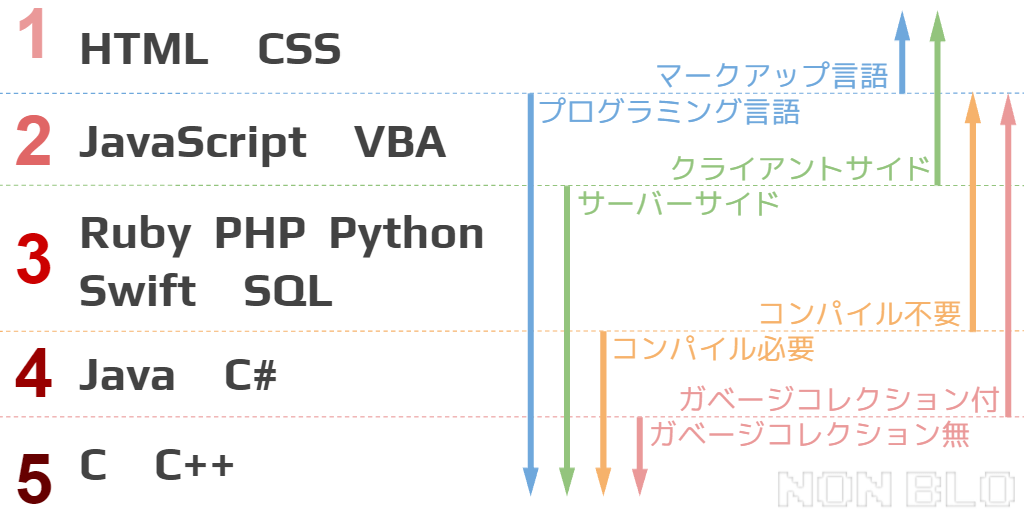 1
HTML CSS
マークアップ言語
プログラミング言語
2
JavaScript VBA
クライアントサイド
サーバーサイド
3
Ruby PHP Python
Swift SQL
コンパイル不要
コンパイル必要
4
Java C#
ガベージコレクション付
ガベージコレクション無
5
C C++
NON BLO